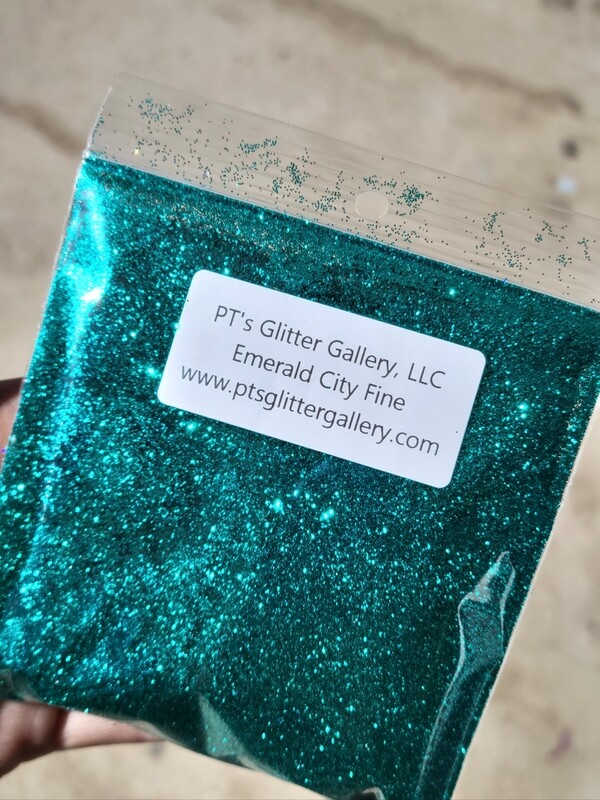 PT's Glitter Gallery, LLC
Emerald City Fine
www.ptsglittergallery.com